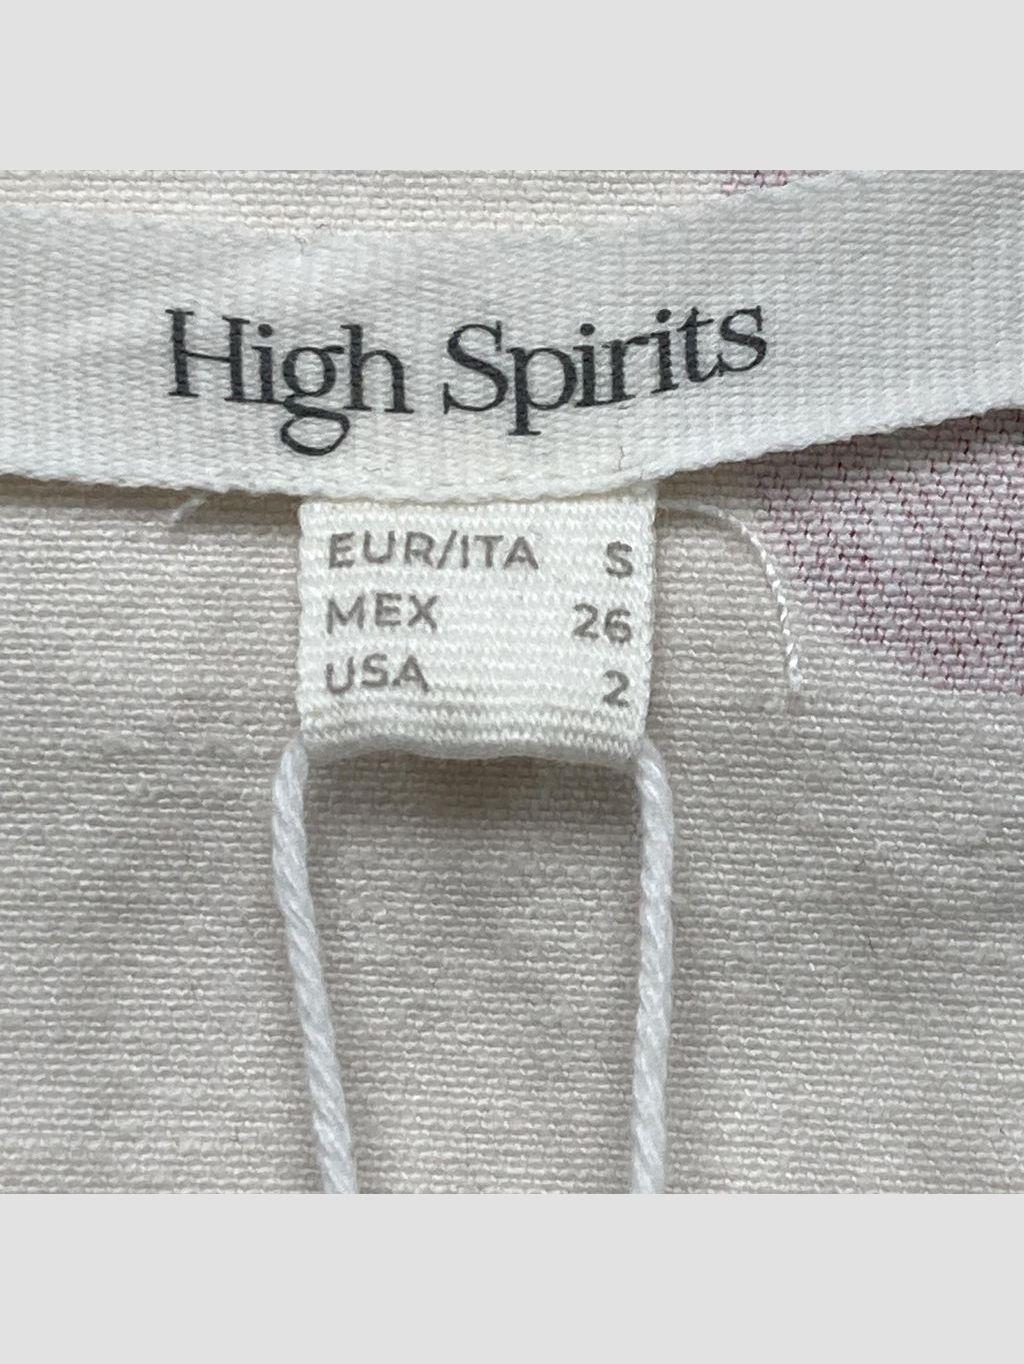 High Spirits
EUR/ITA S
MEX 26
USA 2